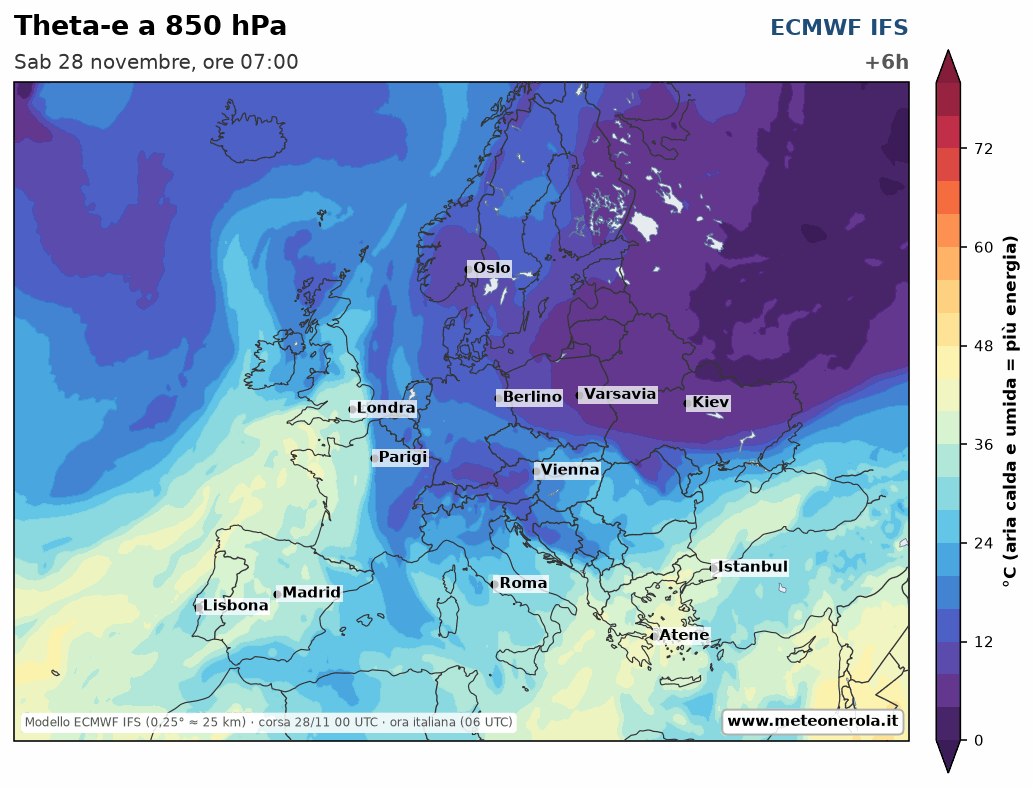 Theta-e a 850 hPa
ECMWF IFS
Sab 28 novembre, ore 07:00
+6h
Oslo
Berlino
Varsavia
Kiev
Londra
Parigi
Vienna
Istanbul
Roma
Madrid
Lisbona
Atene
72
60
48
36
24
12
0
°C (aria calda e umida = più energia)
Modello ECMWF IFS (0,25° ≈ 25 km) · corsa 28/11 00 UTC · ora italiana (06 UTC)
www.meteonerola.it